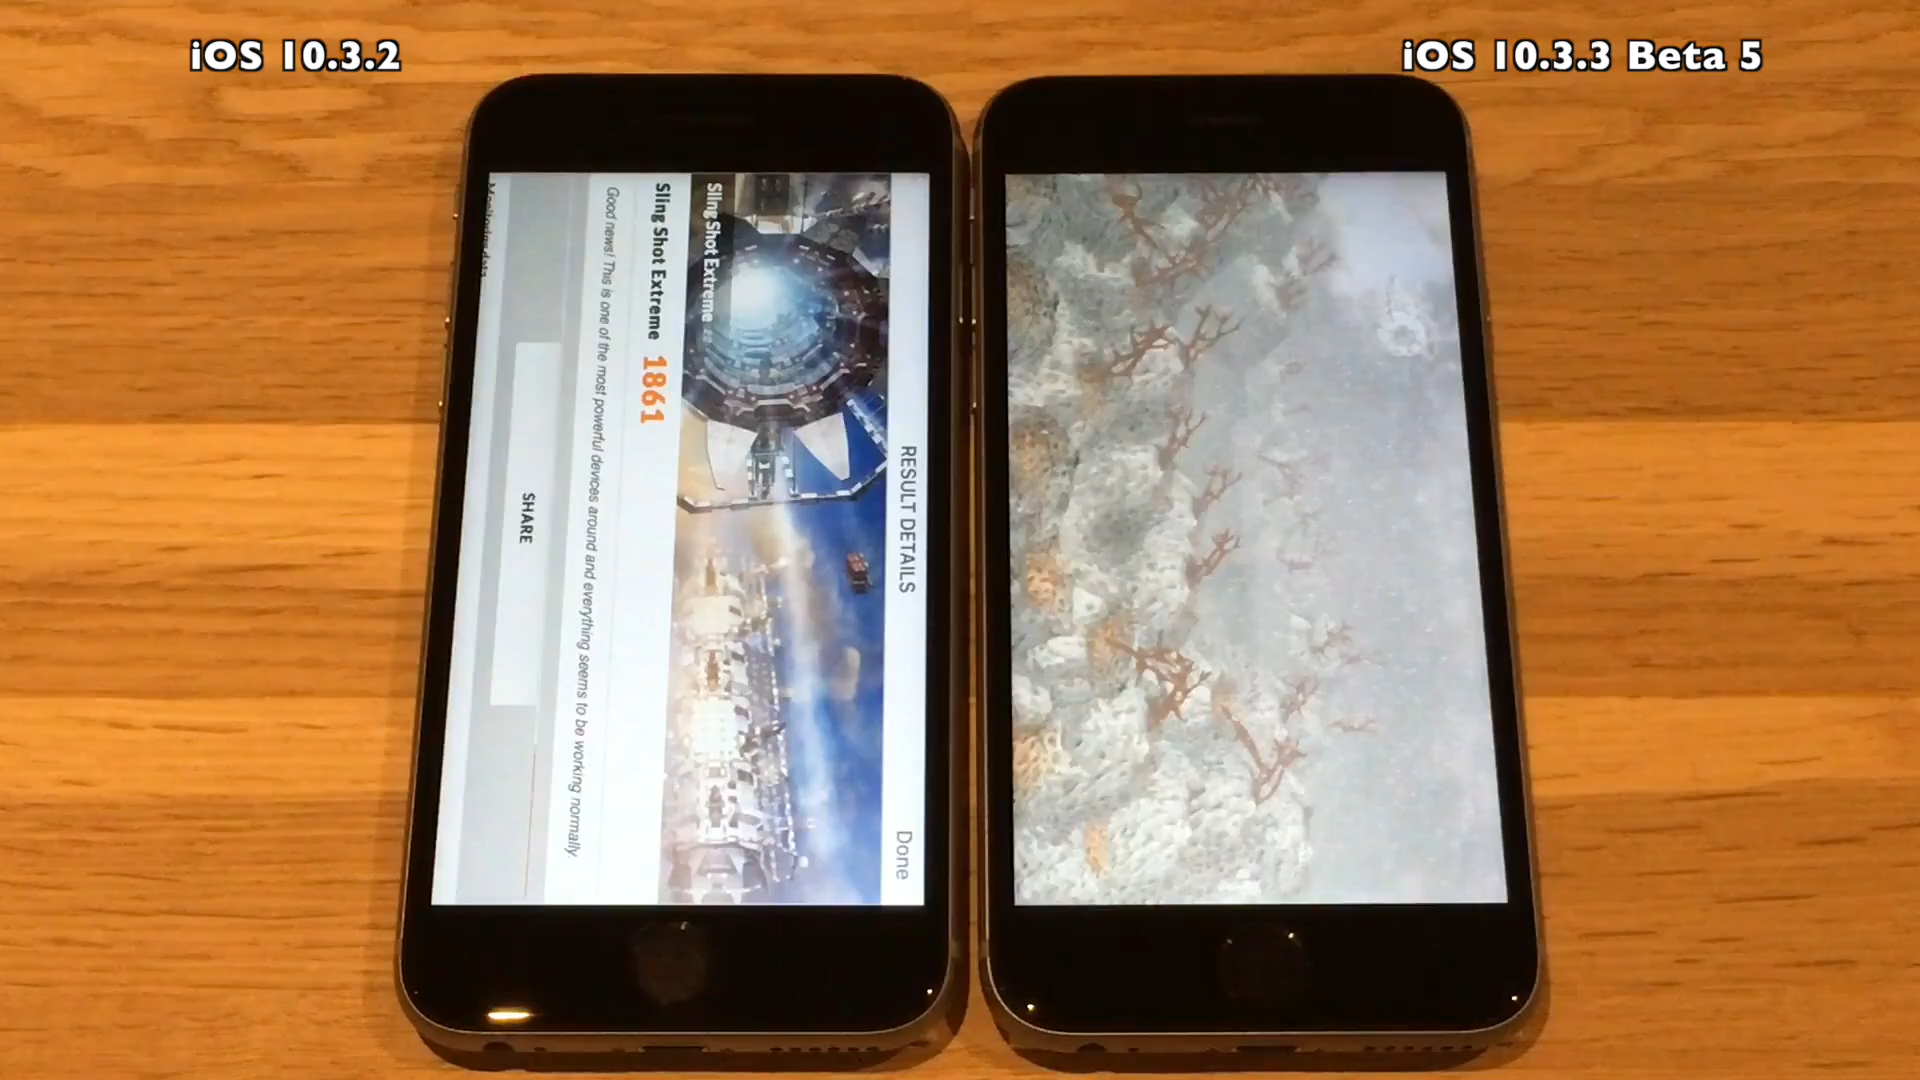 iOS 10.3.2
iOS 10.3.3 Beta 5
RESULT DETAILS
Done
Sling Shot Extreme
Sling Shot Extreme 1861
Good news! This is one of the most powerful devices around and everything seems to be working normally.
SHARE
Monitoring data